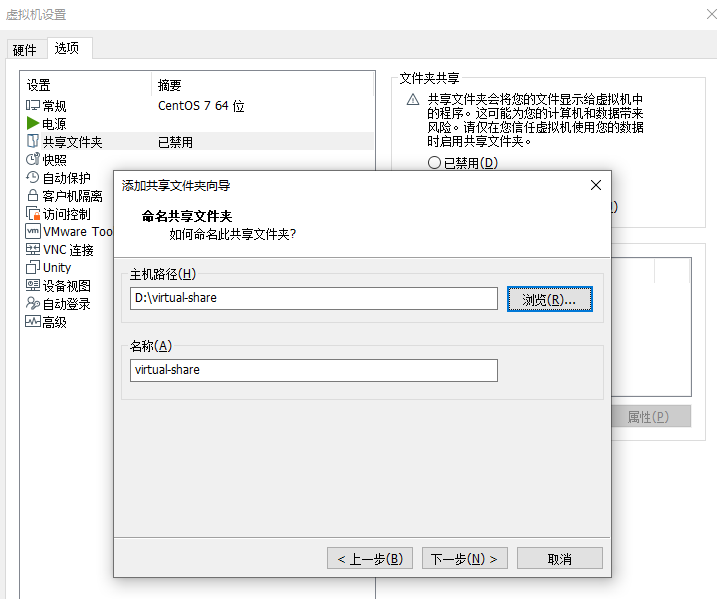 虚拟机设置
硬件 选项
设置 摘要
常规 CentOS 7 64 位
电源
共享文件夹 已禁用
快照
自动保护
客户机隔离
访问控制
VMware Too
VNC 连接
Unity
设备视图
自动登录
高级
文件夹共享
共享文件夹会将您的文件显示给虚拟机中
的程序。这可能为您的计算机和数据带来
风险。请仅在您信任虚拟机使用您的数据
时启用共享文件夹。
已禁用(D)
属性(P)
添加共享文件夹向导
命名共享文件夹
如何命名此共享文件夹?
主机路径(H)
D:\virtual-share 浏览(R)...
名称(A)
virtual-share
< 上一步(B) 下一步(N) > 取消